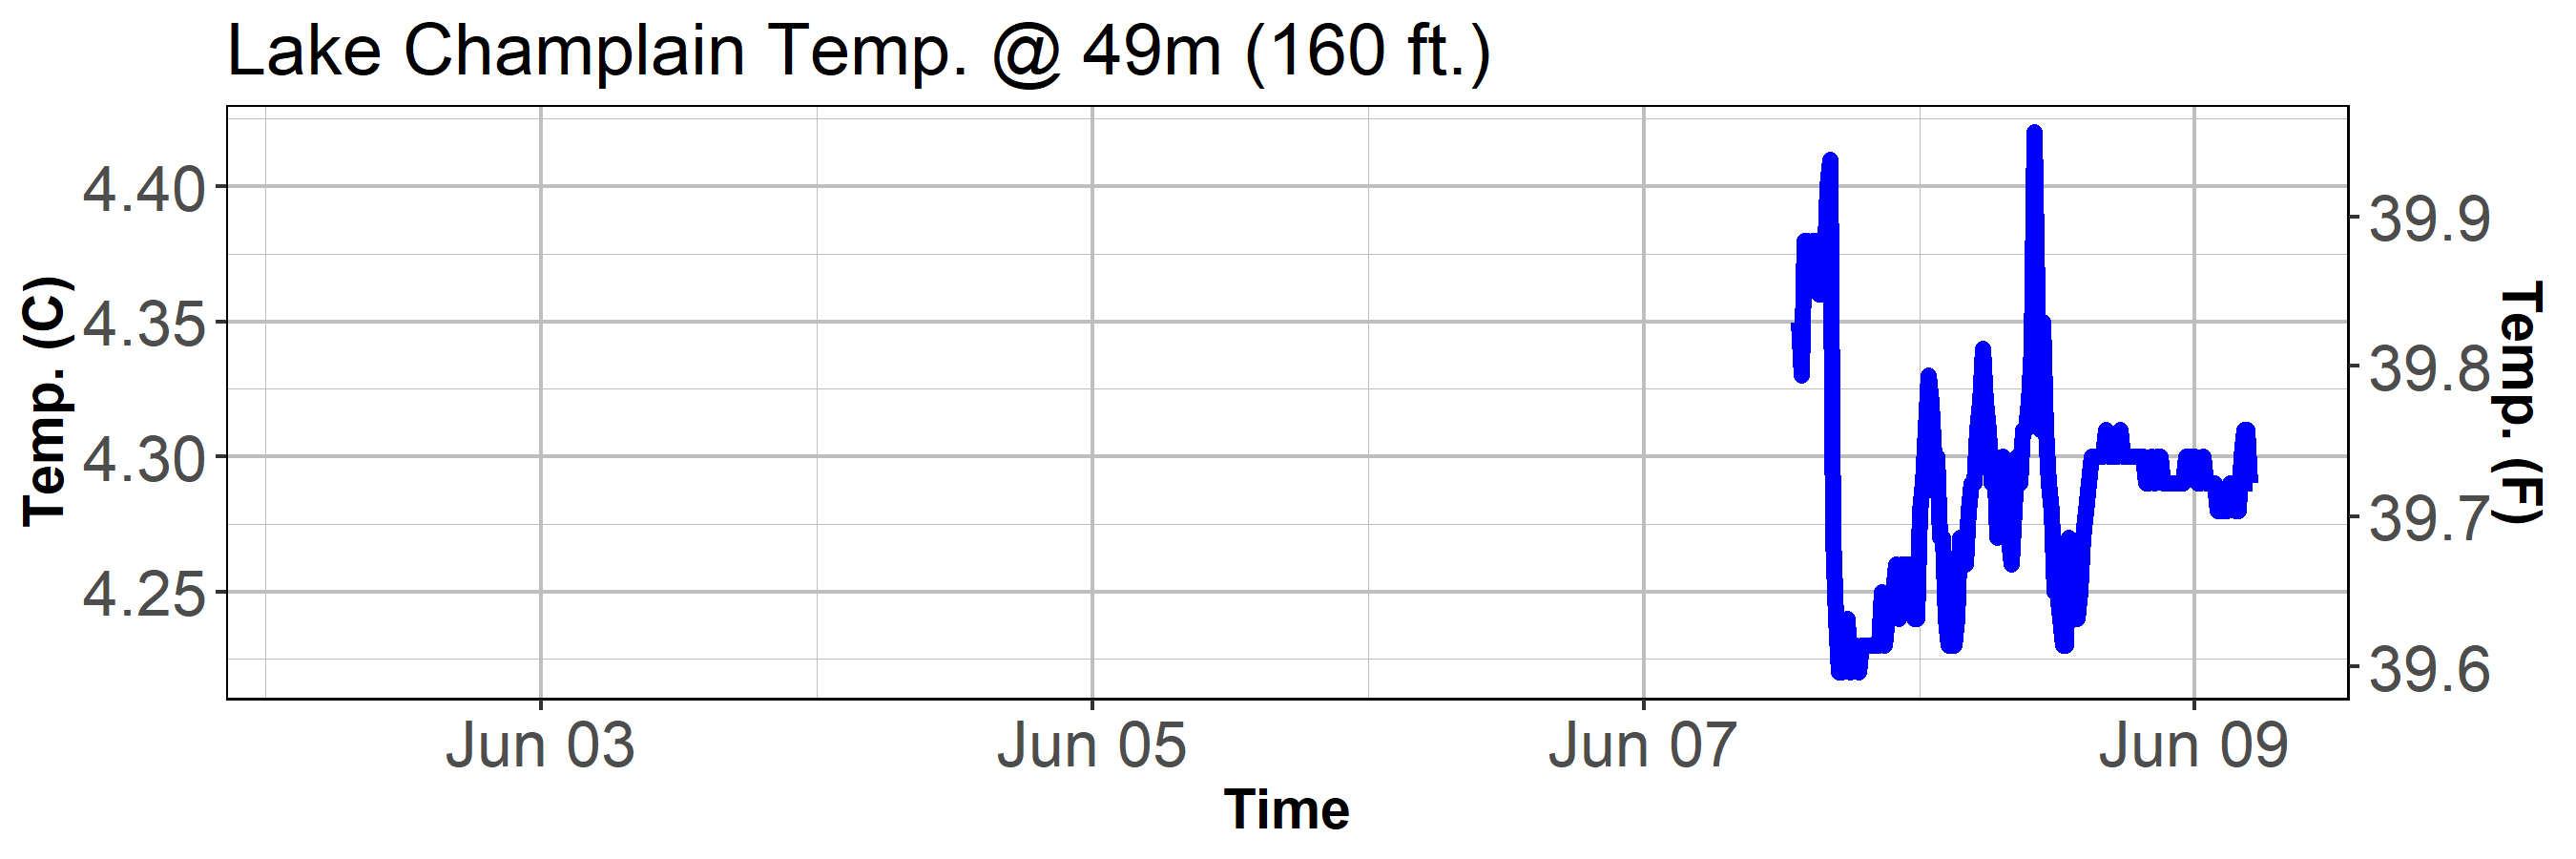 Lake Champlain Temp. @ 49m (160 ft.)
Temp. (C)
4.40
4.35
4.30
4.25
39.9
39.8
39.7
39.6
Temp. (F)
Jun 03 Jun 05 Jun 07 Jun 09
Time